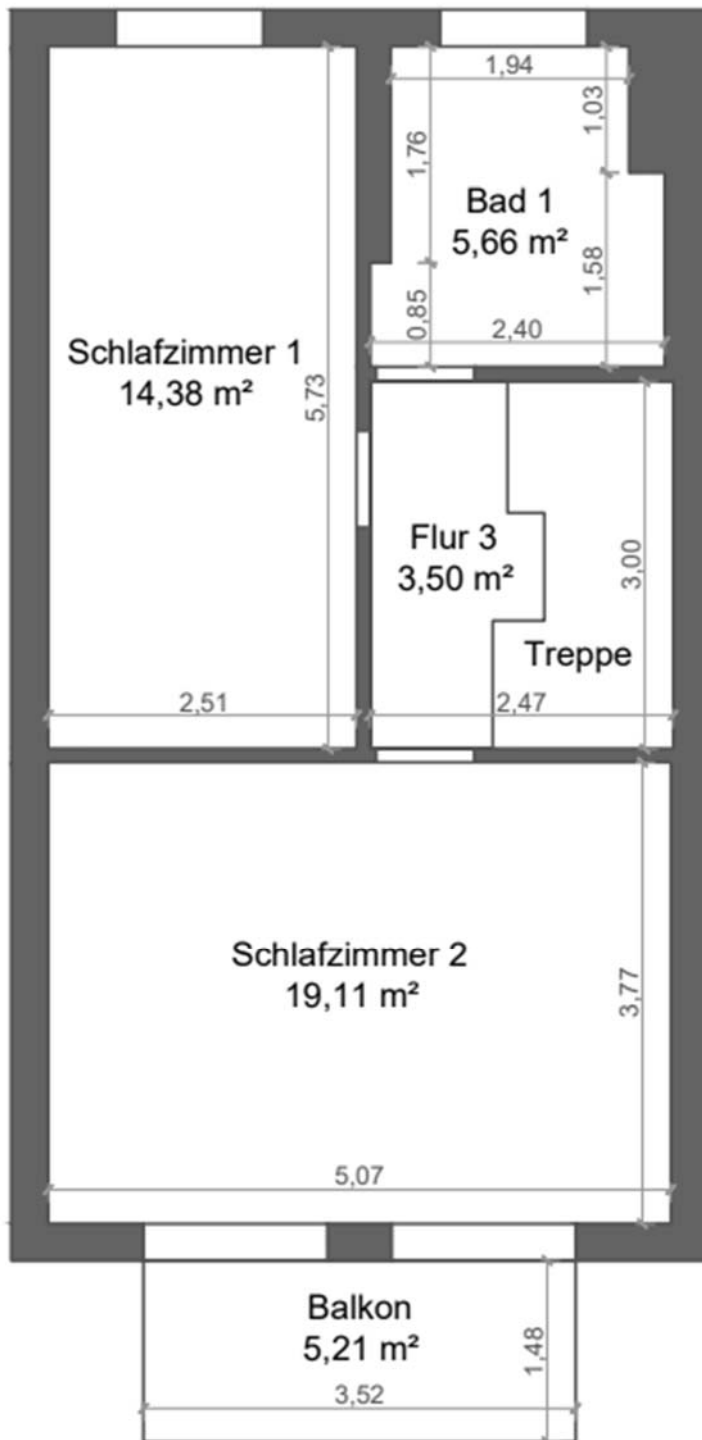 1,94
1,03
1,76
Bad 1
5,66 m²
1,58
0,85
2,40
Schlafzimmer 1
14,38 m²
5,73
Flur 3
3,50 m²
3,00
Treppe
2,51
2,47
Schlafzimmer 2
19,11 m²
3,77
5,07
Balkon
5,21 m²
1,48
3,52